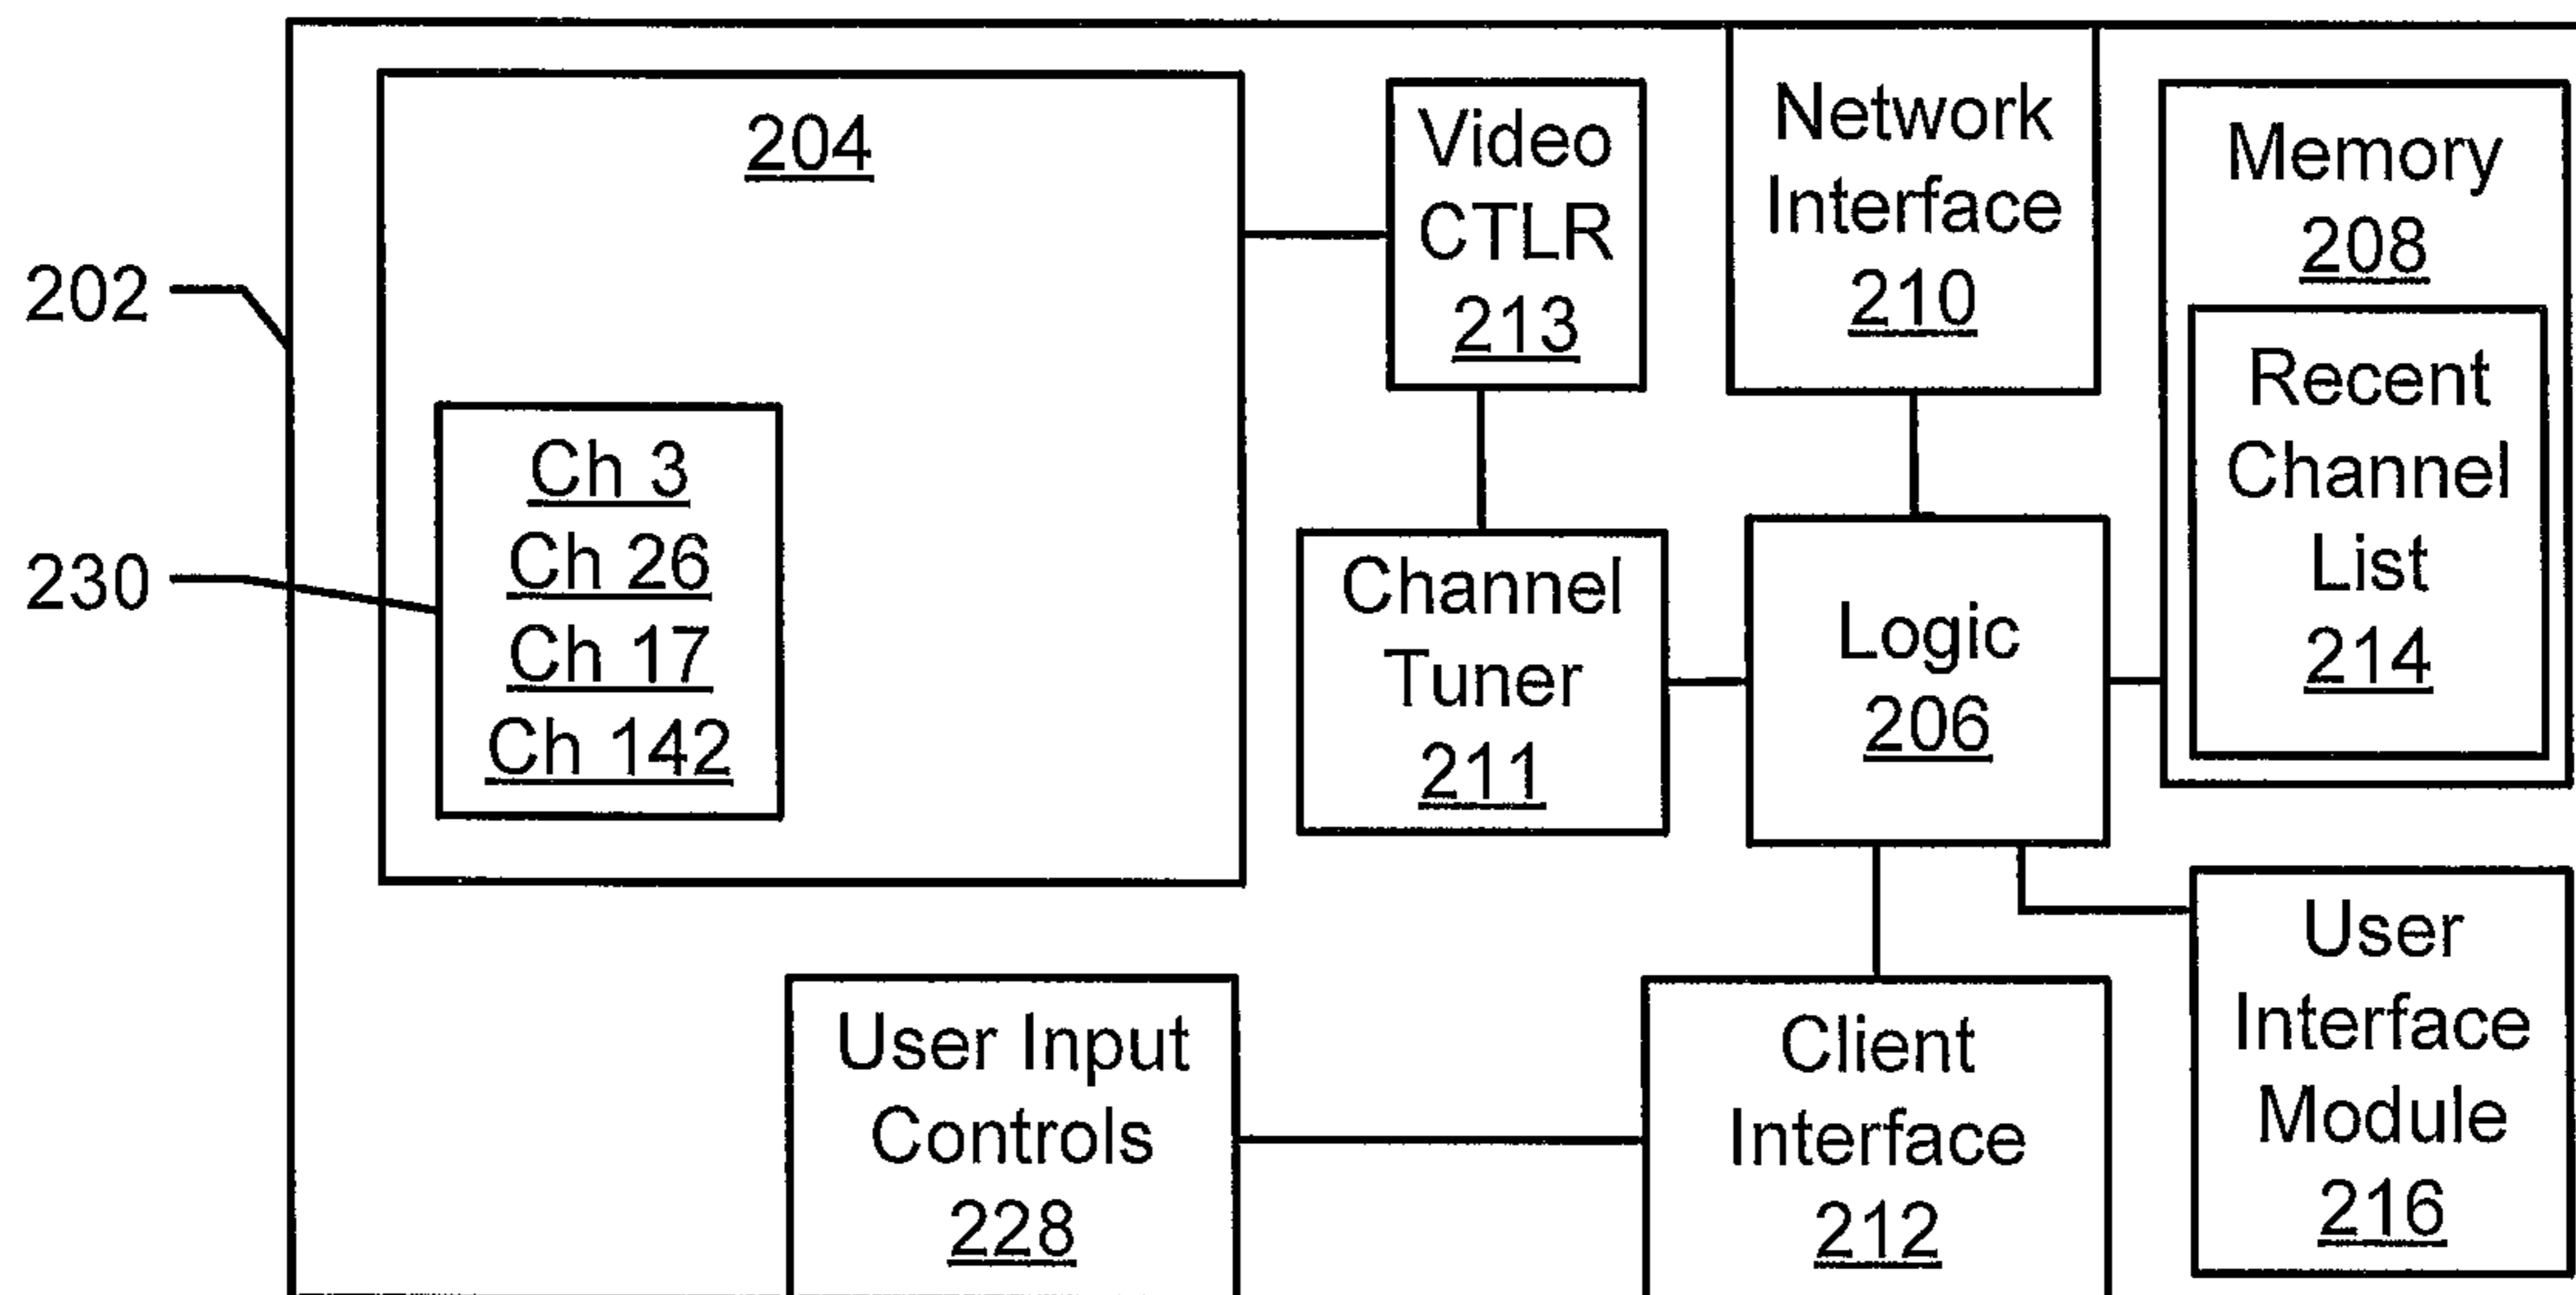 202
230
204
Ch 3
Ch 26
Ch 17
Ch 142
Video
CTLR
213
Network
Interface
210
Memory
208
Recent
Channel
List
214
Channel
Tuner
211
Logic
206
User Input
Controls
228
Client
Interface
212
User
Interface
Module
216